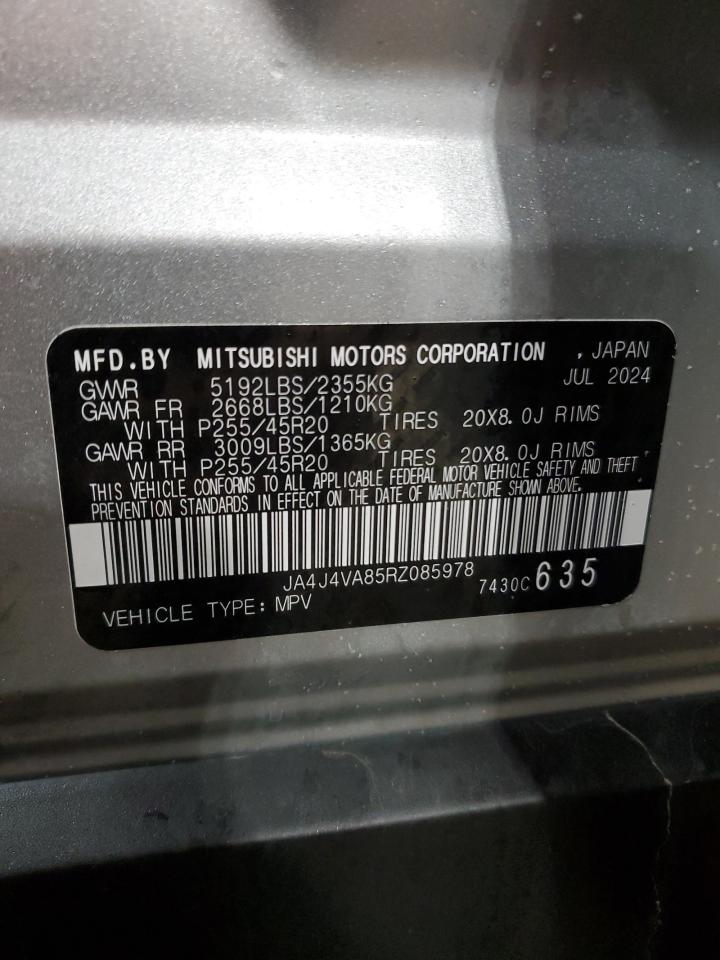 MFD.BY MITSUBISHI MOTORS CORPORATION , JAPAN
GVWR 5192LBS/2355KG JUL 2024
GAWR FR 2668LBS/1210KG
WITH P255/45R20 TIRES 20X8.0J RIMS
GAWR RR 3009LBS/1365KG
WITH P255/45R20 TIRES 20X8.0J RIMS
THIS VEHICLE CONFORMS TO ALL APPLICABLE FEDERAL MOTOR VEHICLE SAFETY AND THEFT
PREVENTION STANDARDS IN EFFECT ON THE DATE OF MANUFACTURE SHOWN ABOVE.
JA4J4VA85RZ085978 7430C 635
VEHICLE TYPE: MPV